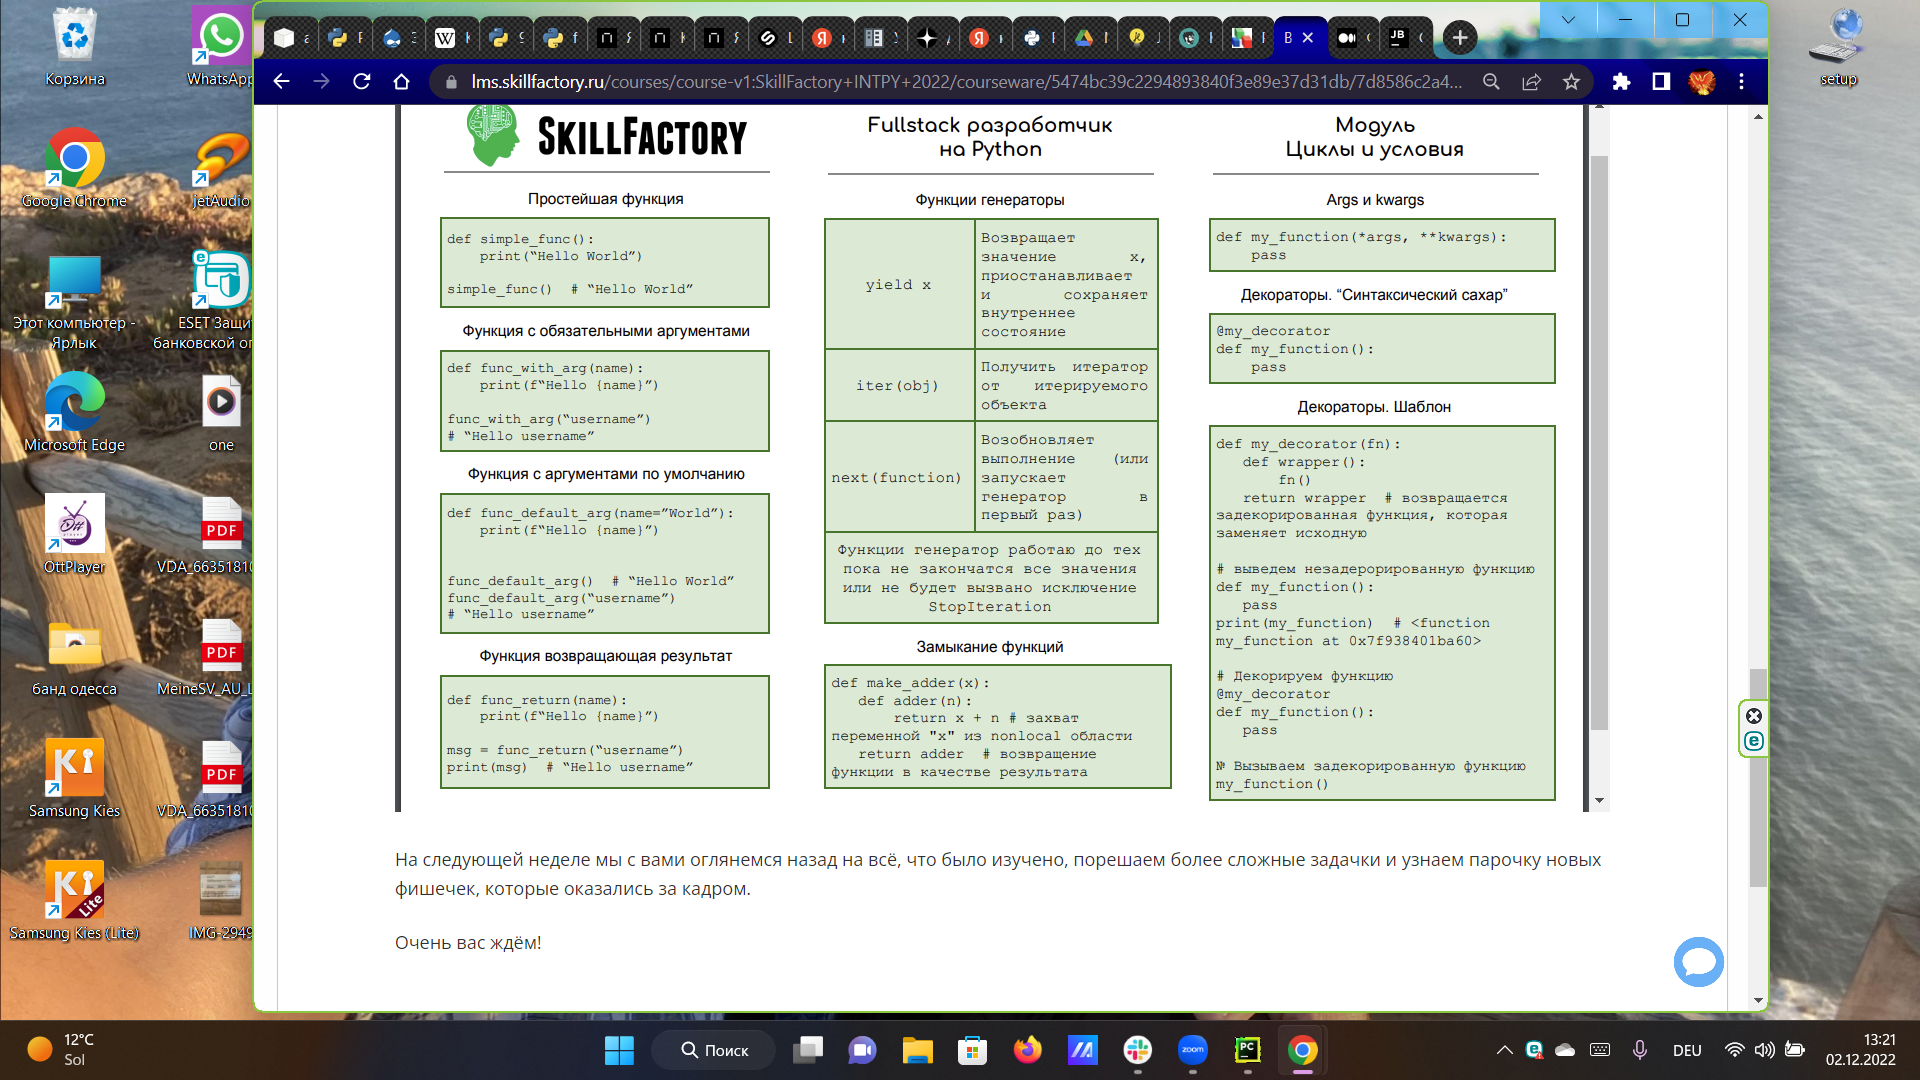 Корзина
WhatsApp
Google Chrome
jetAudio
Этот компьютер -
Ярлык
ESET Защи
банковской оп
Microsoft Edge
one
OttPlayer
VDA_66351810
банд одесса
MeineSV_AU_L
Samsung Kies
VDA_66351810
Samsung Kies (Lite)
IMG-2949
setup
lms.skillfactory.ru/courses/course-v1:SkillFactory+INTPY+2022/courseware/5474bc39c2294893840f3e89e37d31db/7d8586c2a4...
SKILLFACTORY
Fullstack разработчик
на Python
Модуль
Циклы и условия
Простейшая функция
def simple_func():
    print(“Hello World”)
simple_func()  # “Hello World”
Функция с обязательными аргументами
def func_with_arg(name):
    print(f“Hello {name}”)
func_with_arg(“username”)
# “Hello username”
Функция с аргументами по умолчанию
def func_default_arg(name=”World”):
    print(f“Hello {name}”)
func_default_arg()  # “Hello World”
func_default_arg(“username”)
# “Hello username”
Функция возвращающая результат
def func_return(name):
    print(f“Hello {name}”)
msg = func_return(“username”)
print(msg)  # “Hello username”
Функции генераторы
yield x
Возвращает
значение x,
приостанавливает
и сохраняет
внутреннее
состояние
iter(obj)
Получить итератор
от итерируемого
объекта
next(function)
Возобновляет
выполнение (или
запускает
генератор в
первый раз)
Функции генератор работаю до тех
пока не закончатся все значения
или не будет вызвано исключение
StopIteration
Замыкание функций
def make_adder(x):
   def adder(n):
       return x + n # захват
переменной "x" из nonlocal области
   return adder  # возвращение
функции в качестве результата
Args и kwargs
def my_function(*args, **kwargs):
    pass
Декораторы. “Синтаксический сахар”
@my_decorator
def my_function():
    pass
Декораторы. Шаблон
def my_decorator(fn):
   def wrapper():
       fn()
   return wrapper  # возвращается
задекорированная функция, которая
заменяет исходную
# выведем незадерорированную функцию
def my_function():
   pass
print(my_function)  # <function
my_function at 0x7f938401ba60>
# Декорируем функцию
@my_decorator
def my_function():
   pass
№ Вызываем задекорированную функцию
my_function()
На следующей неделе мы с вами оглянемся назад на всё, что было изучено, порешаем более сложные задачки и узнаем парочку новых
фишечек, которые оказались за кадром.
Очень вас ждём!
12°C
Sol
Поиск
zoom
PC
DEU
13:21
02.12.2022